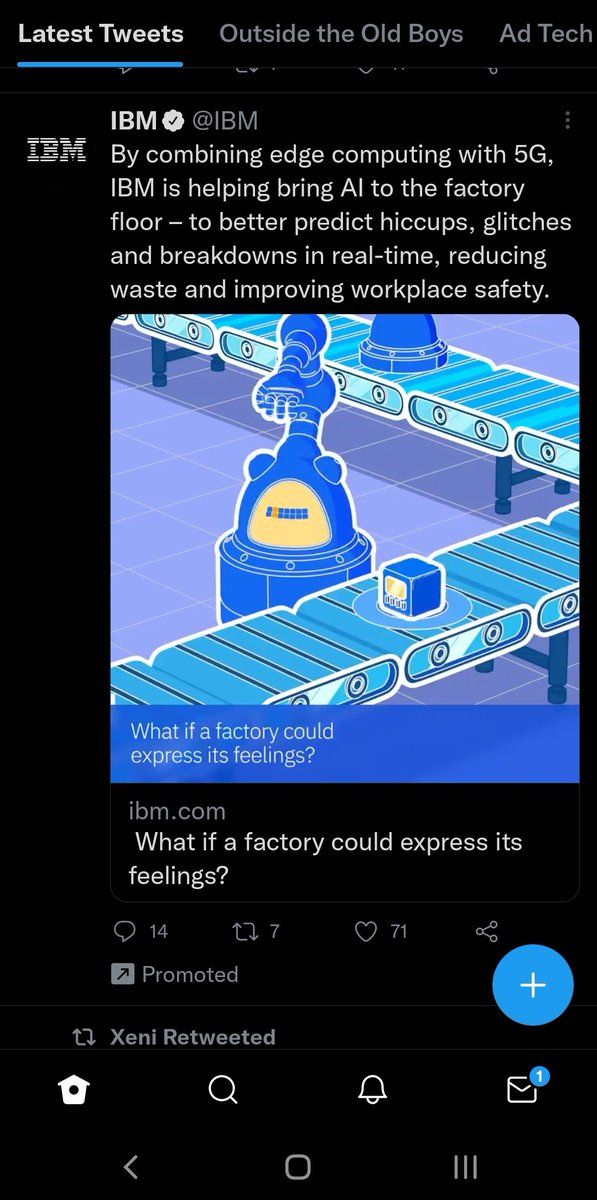 Latest Tweets Outside the Old Boys Ad Tech
IBM @IBM
IBM
By combining edge computing with 5G,
IBM is helping bring AI to the factory
floor – to better predict hiccups, glitches
and breakdowns in real-time, reducing
waste and improving workplace safety.
What if a factory could
express its feelings?
ibm.com
What if a factory could express its
feelings?
14 7 71
Promoted
Xeni Retweeted
1